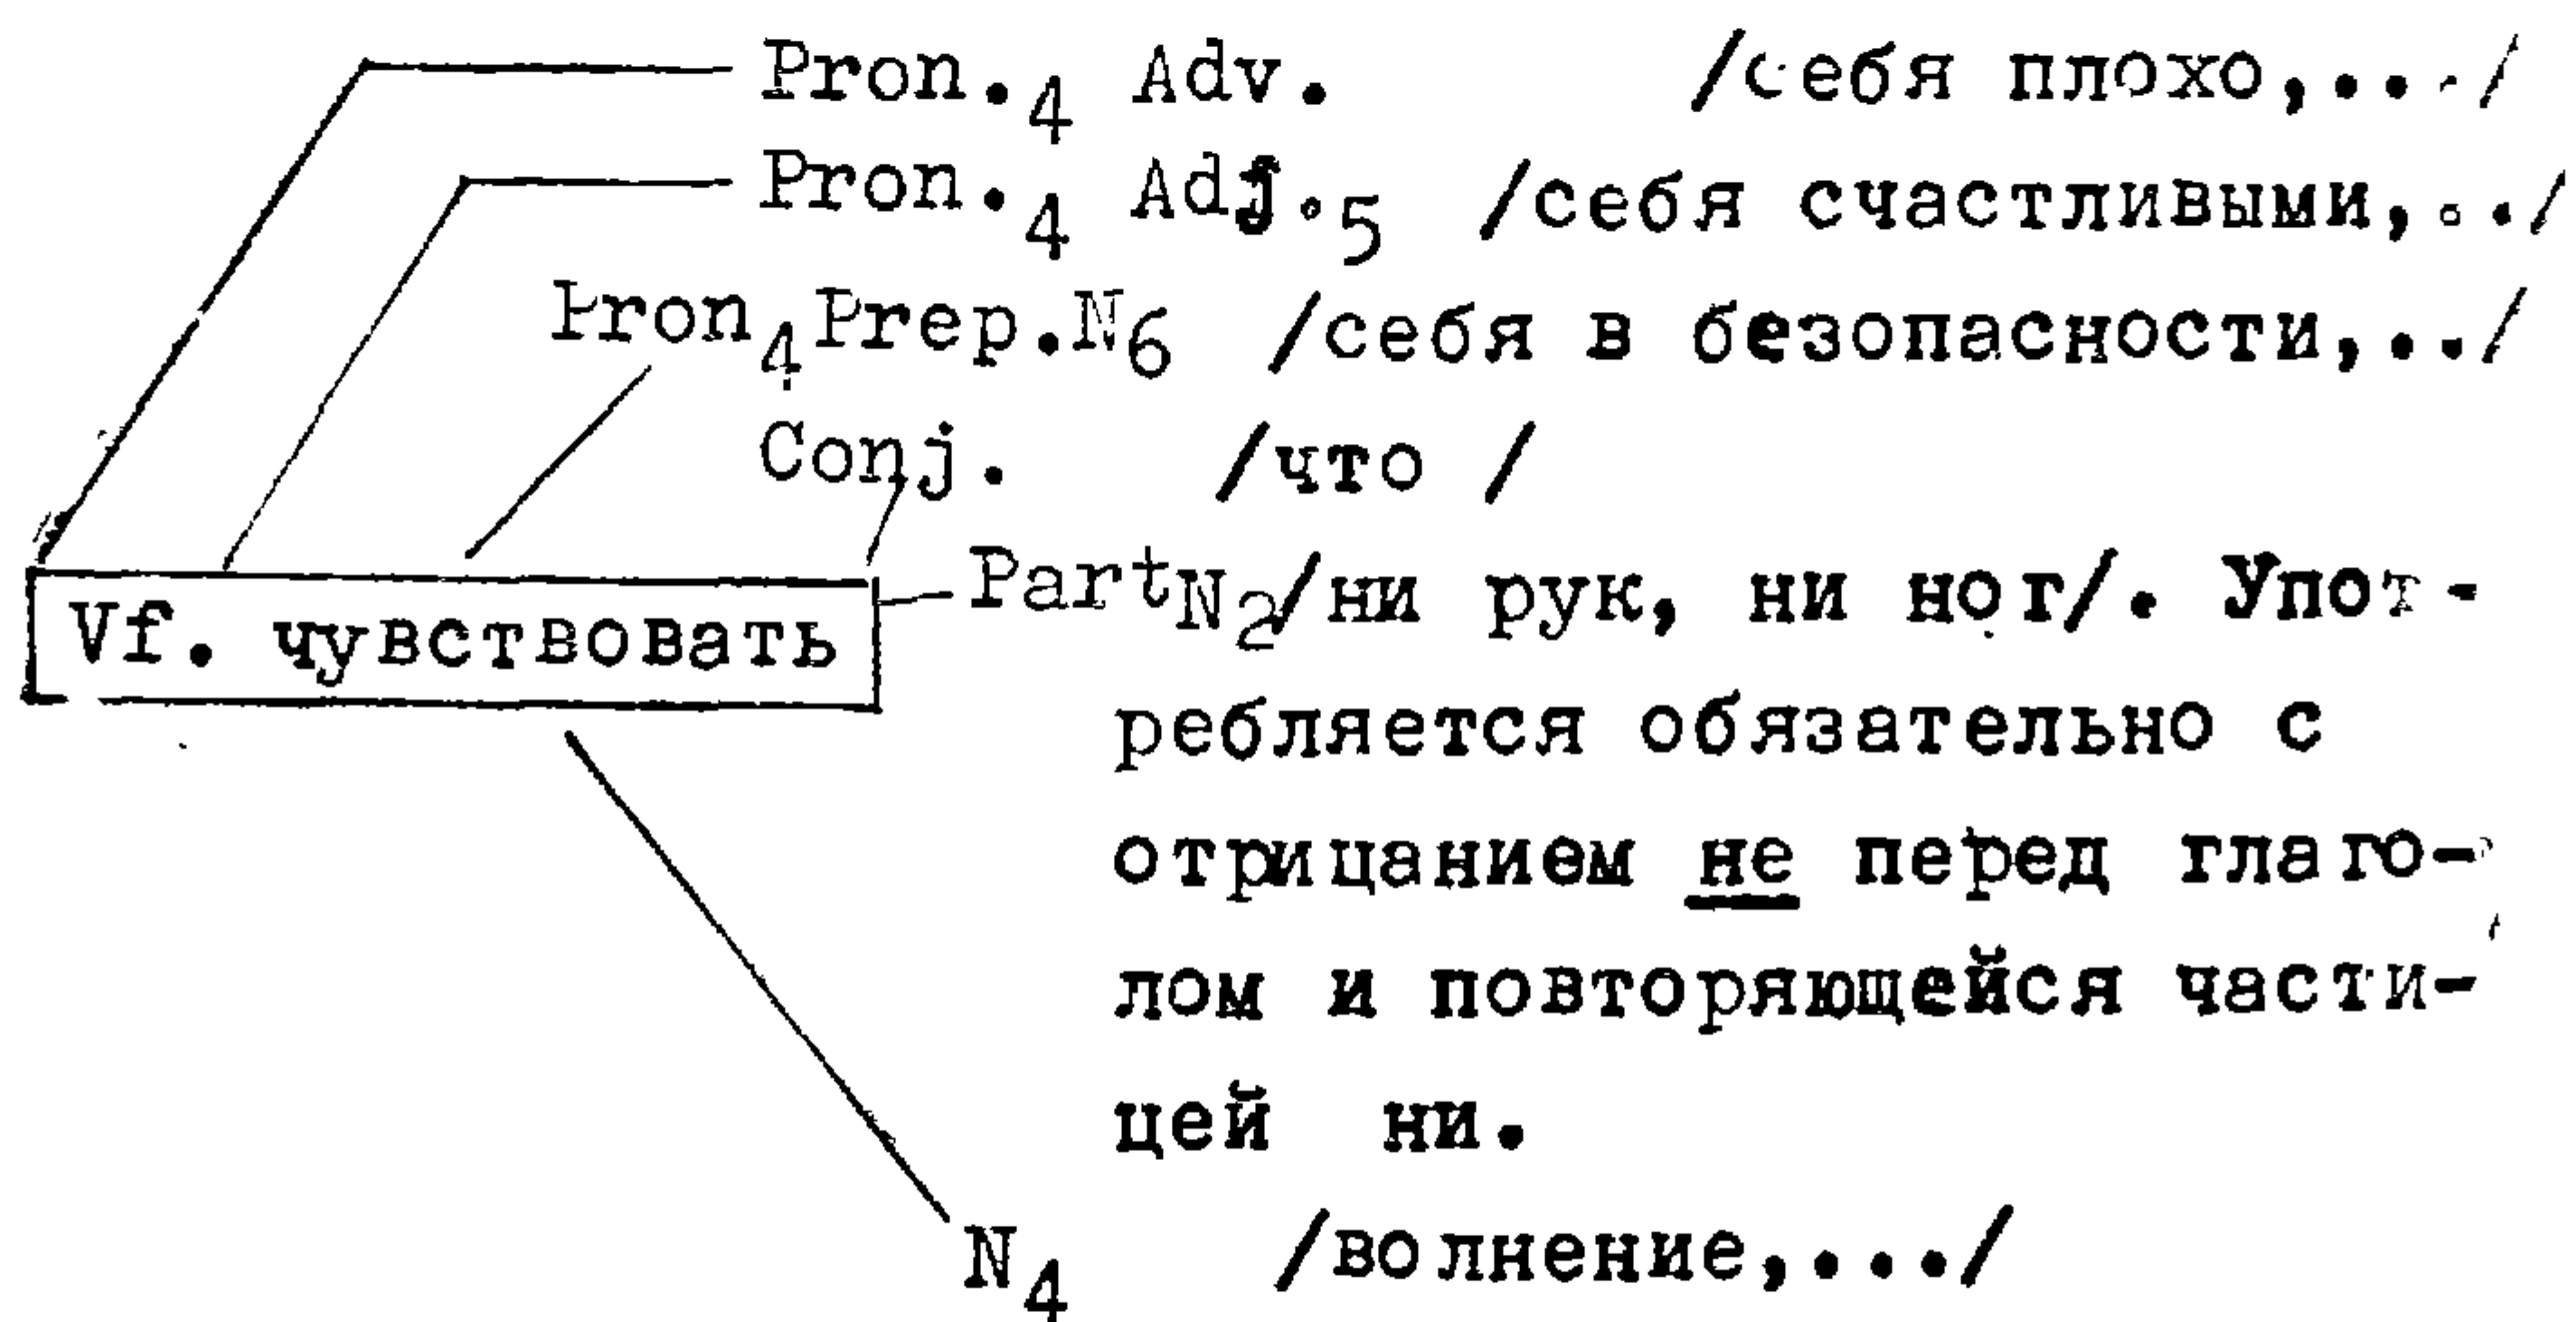 Pron.4 Adv. /себя плохо,.../
Pron.4 Adj.5 /себя счастливыми,../
Pron4Prep.N6 /себя в безопасности,../
Conj. /что /
PartN2/ни рук, ни ног/. Упот-
Vf. чувствовать
ребляется обязательно с
отрицанием не перед глаго-
лом и повторяющейся части-
цей ни.
N4 /волнение,.../